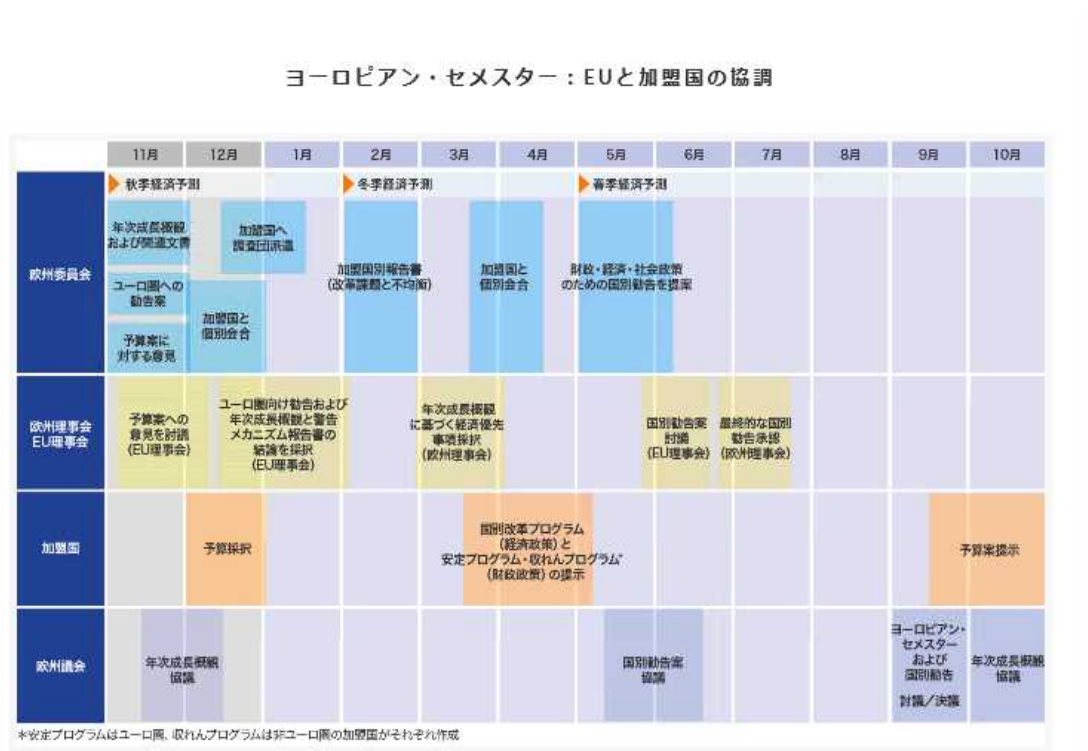 ヨーロピアン・セメスター：EUと加盟国の協調
11月 12月 1月 2月 3月 4月 5月 6月 7月 8月 9月 10月
秋季経済予測
冬季経済予測
春季経済予測
欧州委員会
年次成長概観
および関連文書
ユーロ圏への
勧告案
予算案に
対する意見
加盟国へ
調査団派遣
加盟国と
個別会合
加盟国別報告書
(改革課題と不均衡)
加盟国と
個別会合
財政・経済・社会政策
のための国別勧告を提案
欧州理事会
EU理事会
予算案への
意見を討議
(EU理事会)
ユーロ圏向け勧告および
年次成長概観と警告
メカニズム報告書の
結論を採択
(EU理事会)
年次成長概観
に基づく経済優先
事項採択
(欧州理事会)
国別勧告案
討議
(EU理事会)
最終的な国別
勧告承認
(欧州理事会)
加盟国
予算採択
国別改革プログラム
(経済政策)と
安定プログラム・収れんプログラム*
(財政政策)の提示
予算案提示
欧州議会
年次成長概観
協議
国別勧告案
協議
ヨーロピアン・
セメスター
および
国別勧告
討議／決議
年次成長概観
協議
*安定プログラムはユーロ圏、収れんプログラムは非ユーロ圏の加盟国がそれぞれ作成